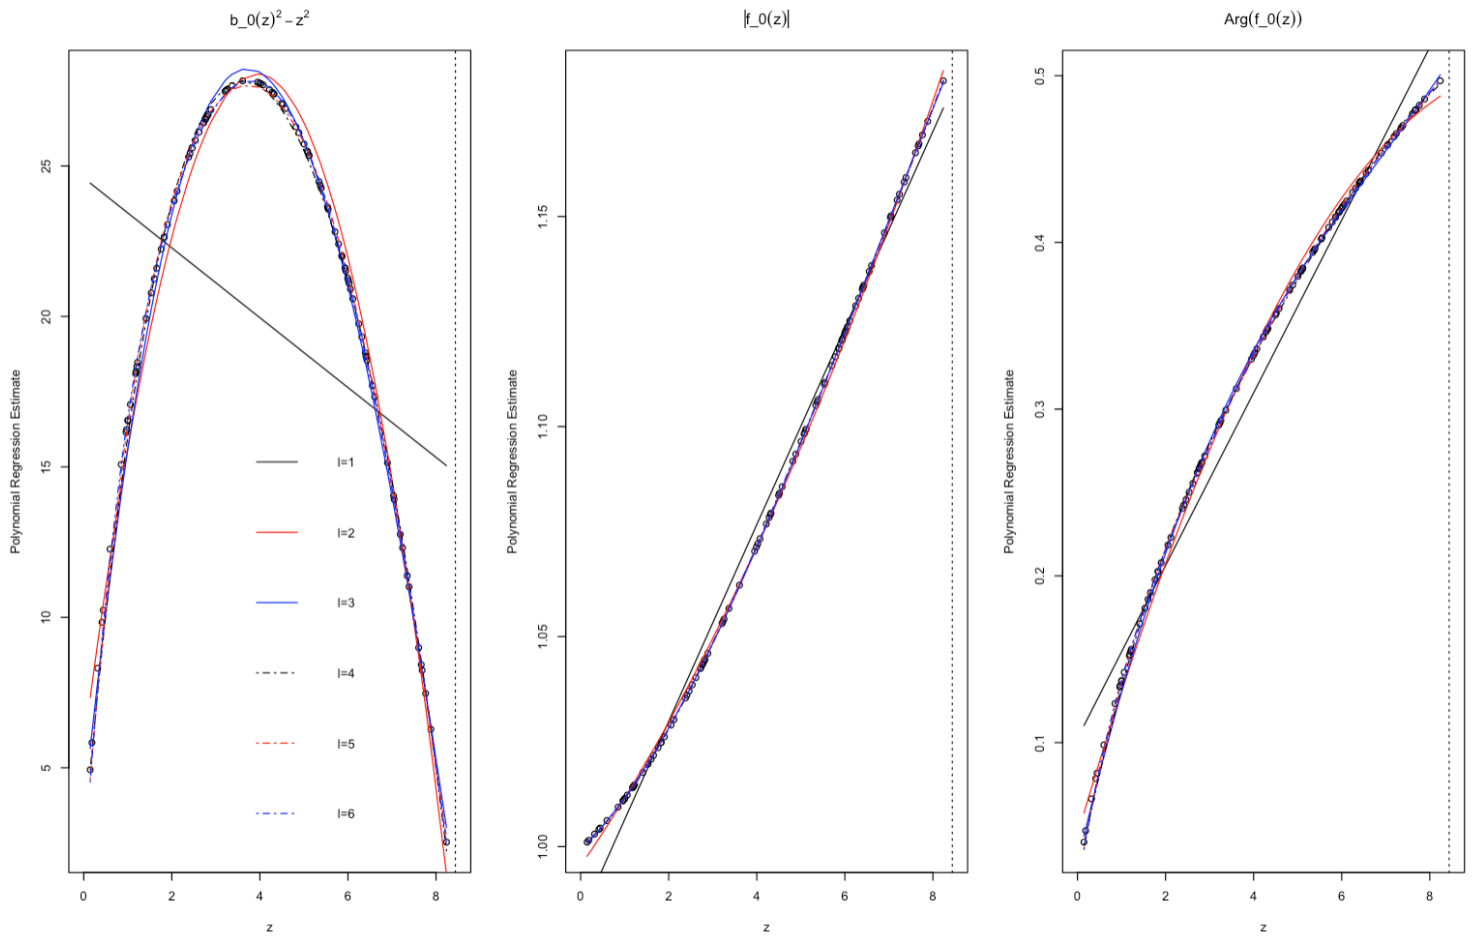 b_0(z)² − z²
Polynomial Regression Estimate
25
20
15
10
5
l=1
l=2
l=3
l=4
l=5
l=6
0 2 4 6 8
z
|f_0(z)|
Polynomial Regression Estimate
1.15
1.10
1.05
1.00
0 2 4 6 8
z
Arg(f_0(z))
Polynomial Regression Estimate
0.5
0.4
0.3
0.2
0.1
0 2 4 6 8
z